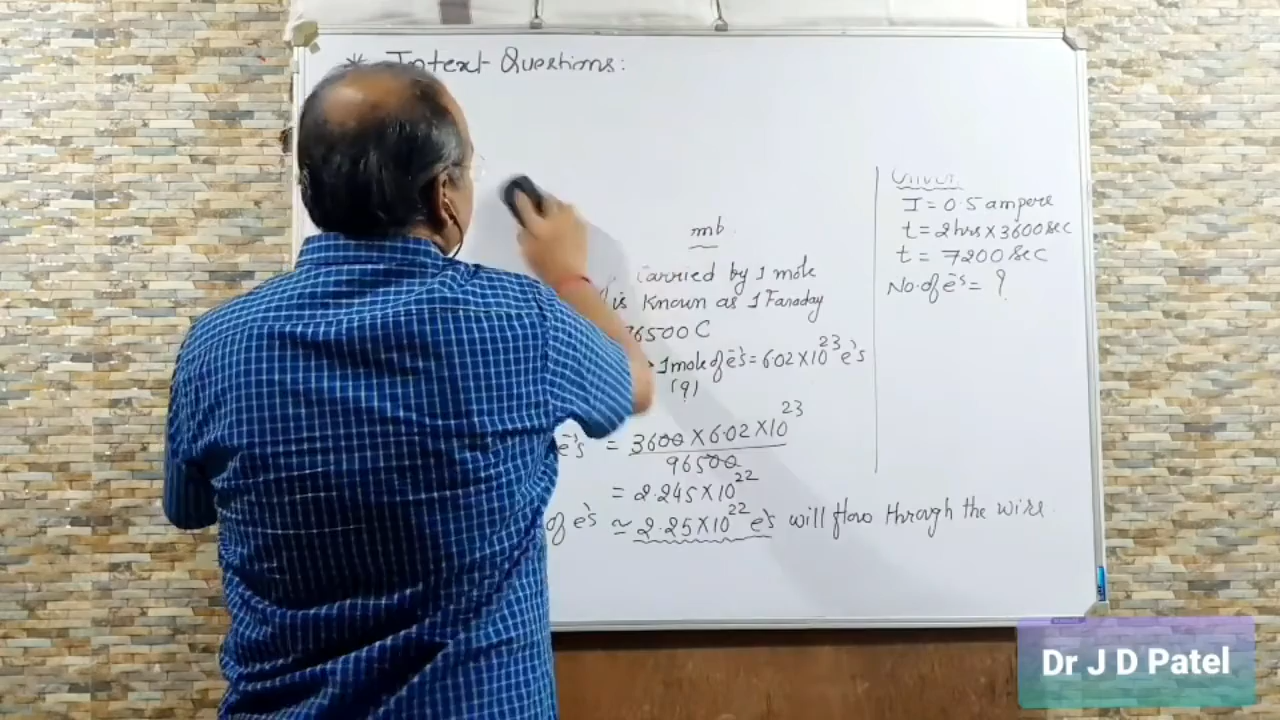 Intext Questions:
mb
carried by 1 mole
is known as 1 Faraday
96500 C
1 mole of e⁻s = 6.02 × 10²³ e⁻s
(?)
e⁻s = 3600 × 6.02 × 10²³
96500
= 2.245 × 10²²
of e⁻s ≃ 2.25 × 10²² e⁻s will flow through the wire.
Given
I = 0.5 ampere
t = 2 hrs × 3600 sec
t = 7200 sec
No. of e⁻s = ?
Dr J D Patel